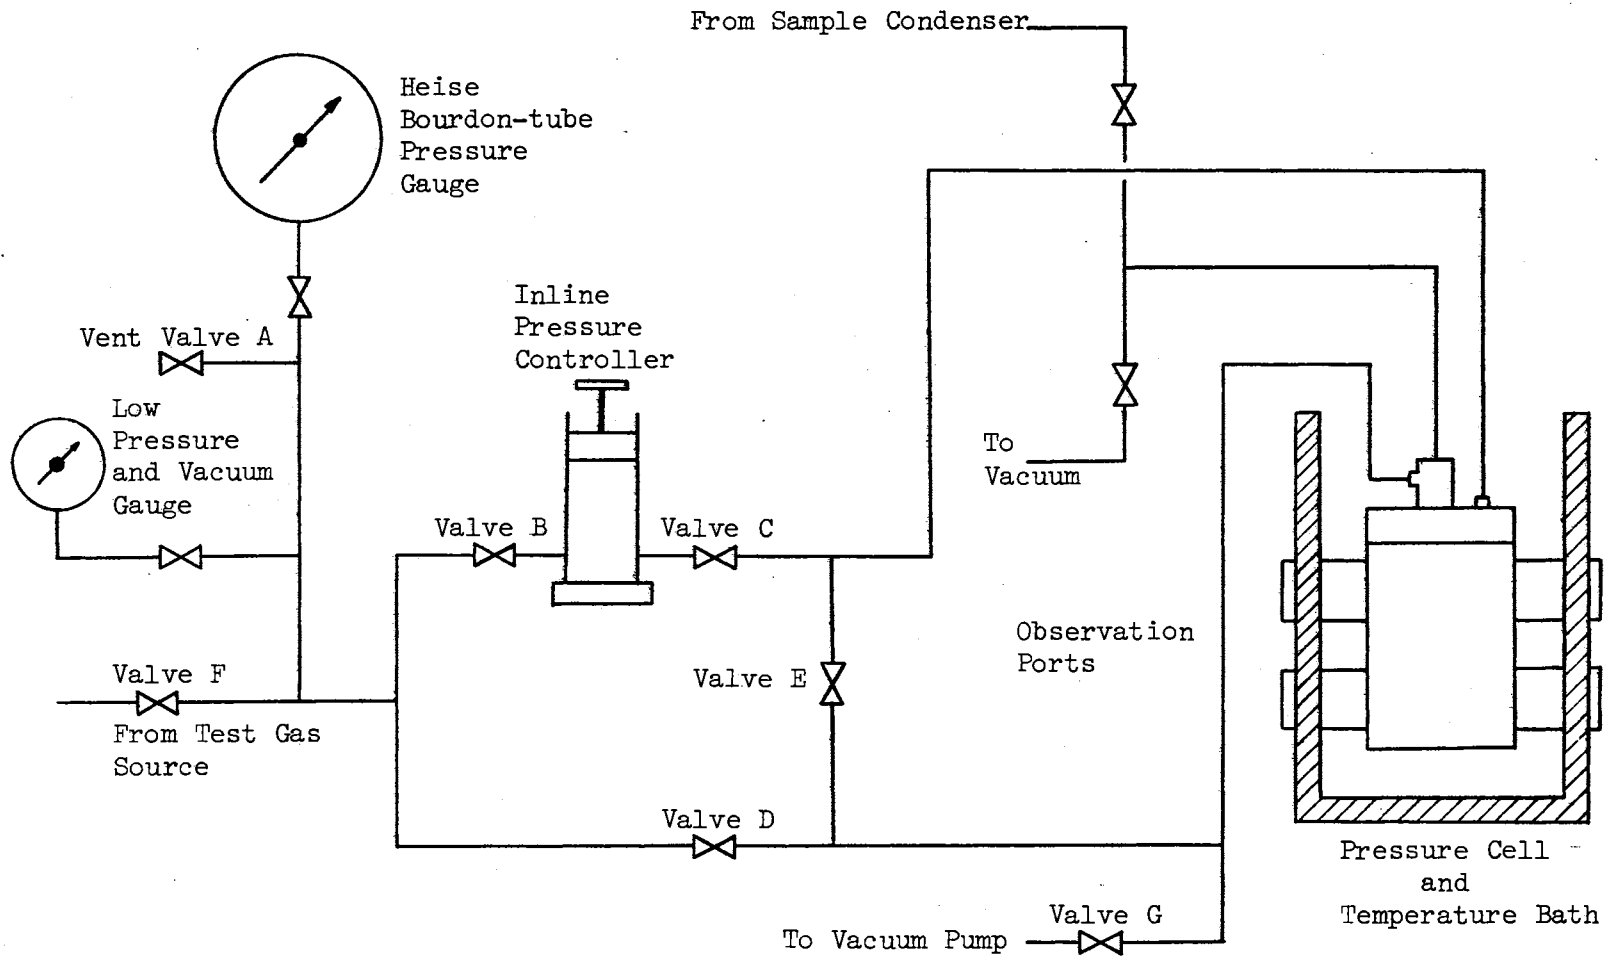 From Sample Condenser
Heise
Bourdon-tube
Pressure
Gauge
Inline
Pressure
Controller
Vent Valve A
Low
Pressure
and Vacuum
Gauge
To
Vacuum
Valve B
Valve C
Observation
Ports
Valve F
Valve E
From Test Gas
Source
Valve D
Pressure Cell
and
Temperature Bath
Valve G
To Vacuum Pump